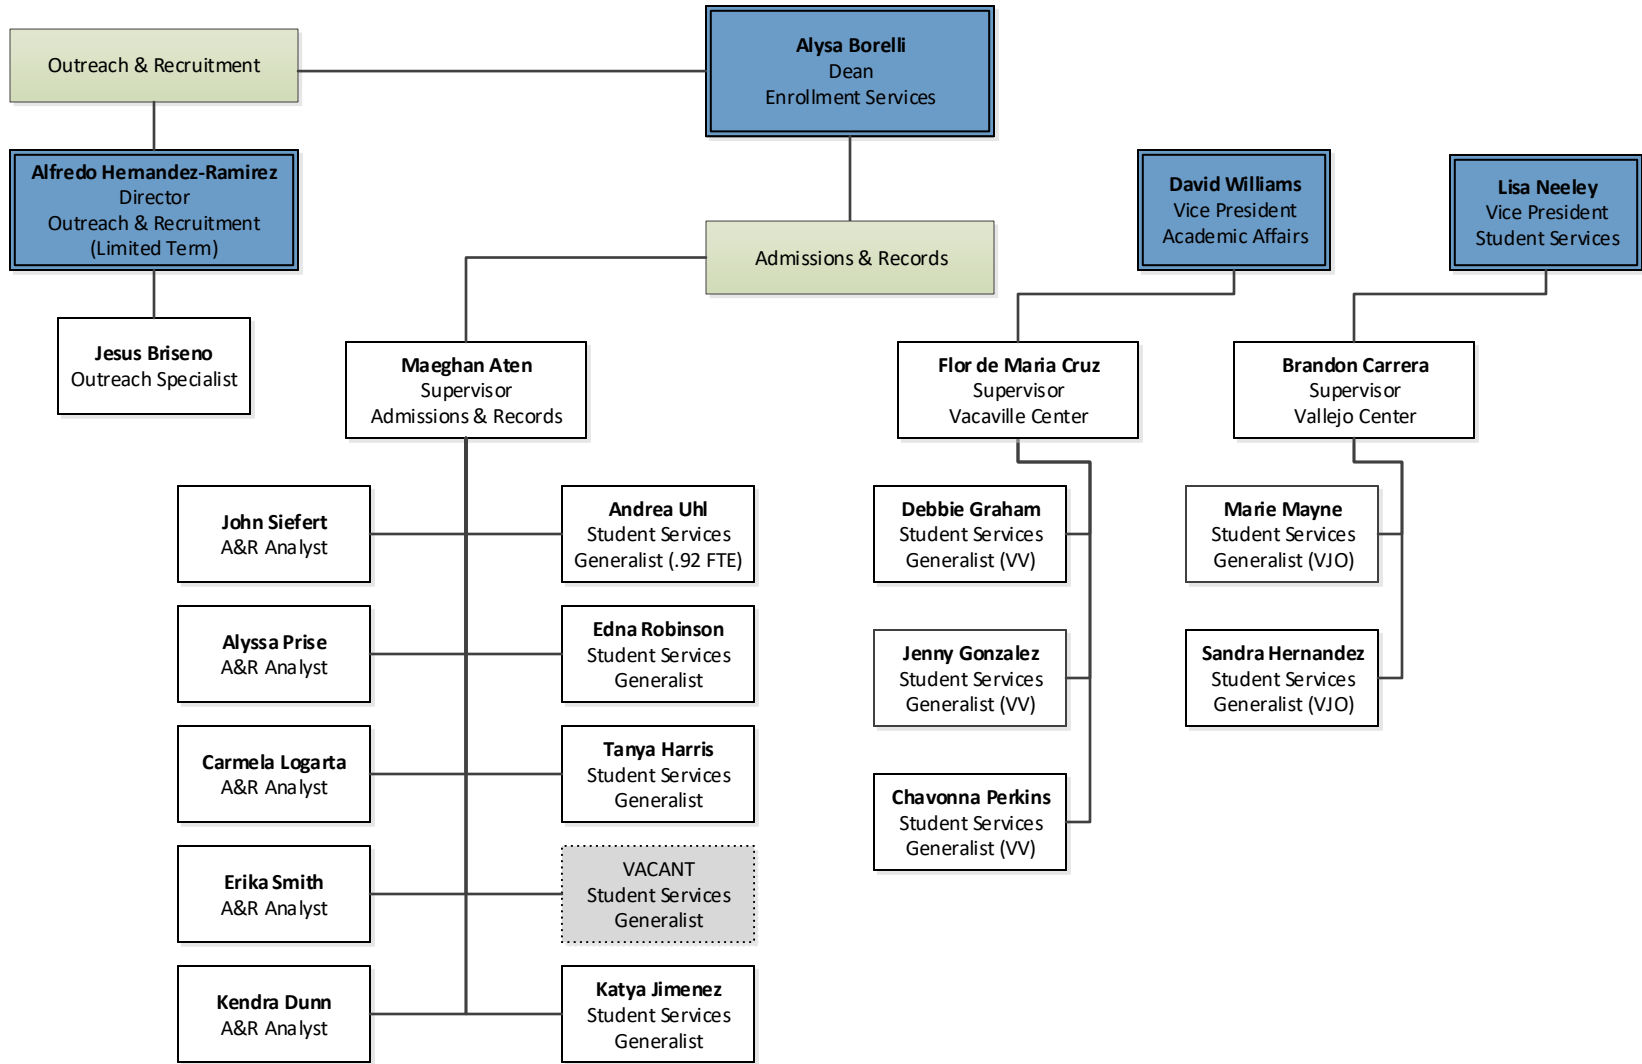 Outreach & Recruitment
Alysa Borelli
Dean
Enrollment Services
Alfredo Hernandez-Ramirez
Director
Outreach & Recruitment
(Limited Term)
David Williams
Vice President
Academic Affairs
Lisa Neeley
Vice President
Student Services
Admissions & Records
Jesus Briseno
Outreach Specialist
Maeghan Aten
Supervisor
Admissions & Records
Flor de Maria Cruz
Supervisor
Vacaville Center
Brandon Carrera
Supervisor
Vallejo Center
John Siefert
A&R Analyst
Andrea Uhl
Student Services
Generalist (.92 FTE)
Debbie Graham
Student Services
Generalist (VV)
Marie Mayne
Student Services
Generalist (VJO)
Alyssa Prise
A&R Analyst
Edna Robinson
Student Services
Generalist
Jenny Gonzalez
Student Services
Generalist (VV)
Sandra Hernandez
Student Services
Generalist (VJO)
Carmela Logarta
A&R Analyst
Tanya Harris
Student Services
Generalist
Chavonna Perkins
Student Services
Generalist (VV)
Erika Smith
A&R Analyst
VACANT
Student Services
Generalist
Kendra Dunn
A&R Analyst
Katya Jimenez
Student Services
Generalist